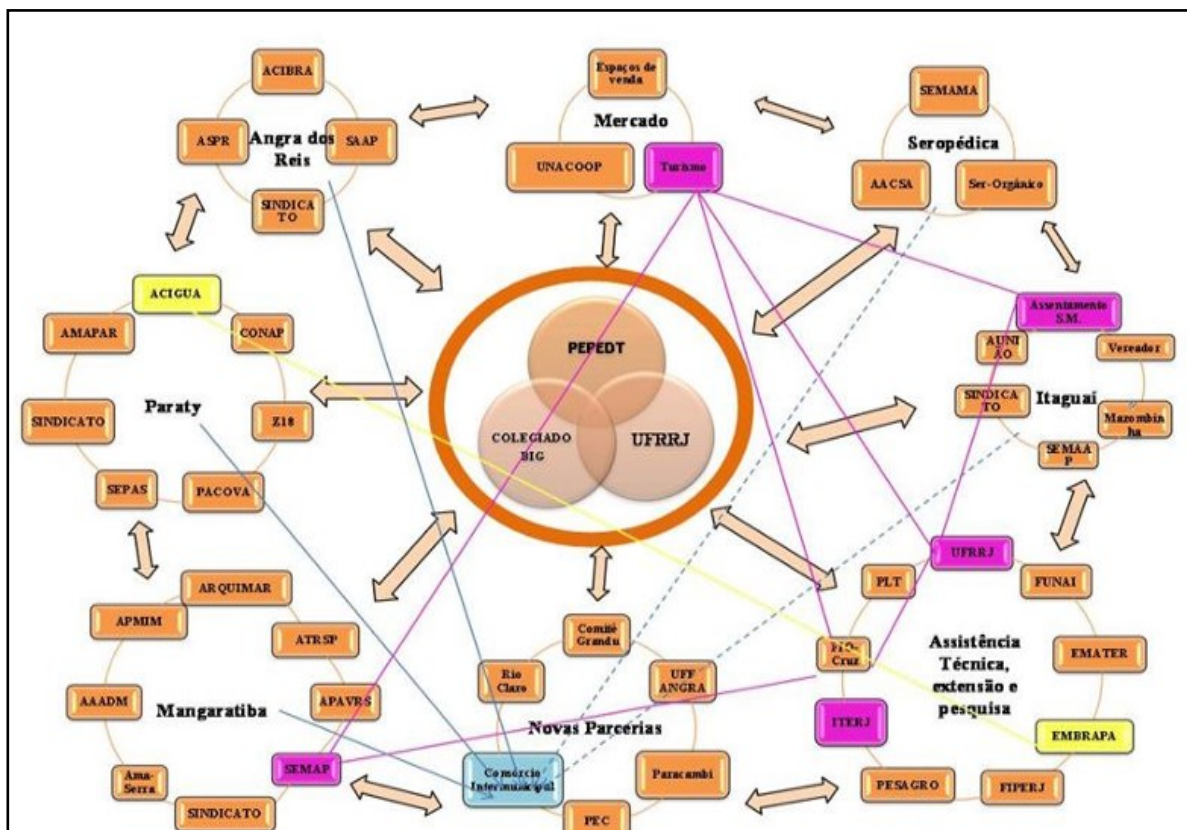 ACIBRA
ASPR
Angra dos
Reis
SAAP
SINDICA
TO
Espaços de
venda
Mercado
UNACOOP
Turismo
SEMAMA
Seropédica
AACSA
Ser-Orgânico
ACIGUA
AMAPAR
CONAP
SINDICATO
Paraty
Z18
SEPAS
PACOVA
PEPEDT
COLEGIADO
BIG
UFRRJ
Assentamento
S.M.
AUNI
ÃO
Vereador
SINDICA
TO
Itaguaí
Mazombi
nha
SEMAA
P
ARQUIMAR
APMIM
ATRSP
AAADM
Mangaratiba
APAVRS
Ama-
Serra
SEMAP
SINDICATO
Comitê
Grandu
Rio
Claro
UFF
ANGRA
Novas Parcerias
Consórcio
Intermunicipal
Paracambi
PEC
UFRRJ
PLT
FUNAI
Cruz
Assistência
Técnica,
extensão e
pesquisa
EMATER
ITERJ
EMBRAPA
PESAGRO
FIPERJ